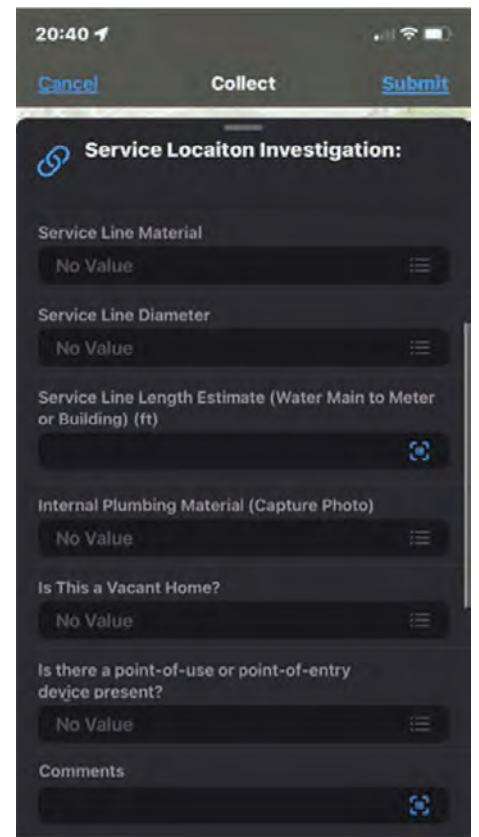 20:40
Cancel Collect Submit
Service Locaiton Investigation:
Service Line Material
No Value
Service Line Diameter
No Value
Service Line Length Estimate (Water Main to Meter
or Building) (ft)
Internal Plumbing Material (Capture Photo)
No Value
Is This a Vacant Home?
No Value
Is there a point-of-use or point-of-entry
device present?
No Value
Comments